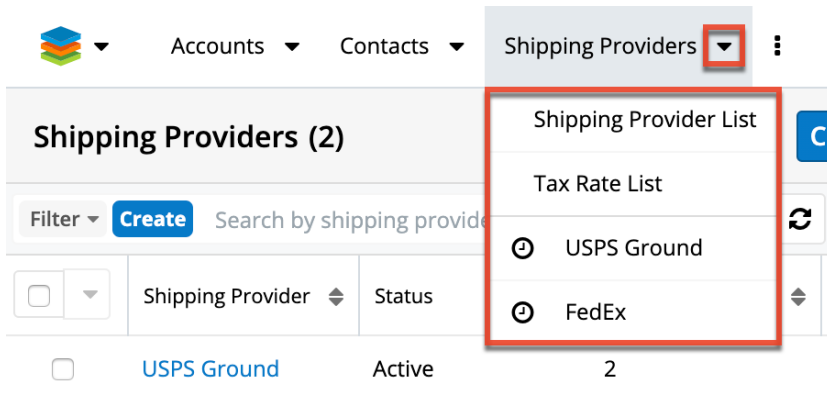 Accounts Contacts Shipping Providers
Shipping Providers (2)
Shipping Provider List
C
Tax Rate List
Filter Create Search by shipping provide
USPS Ground
Shipping Provider Status
FedEx
USPS Ground Active 2